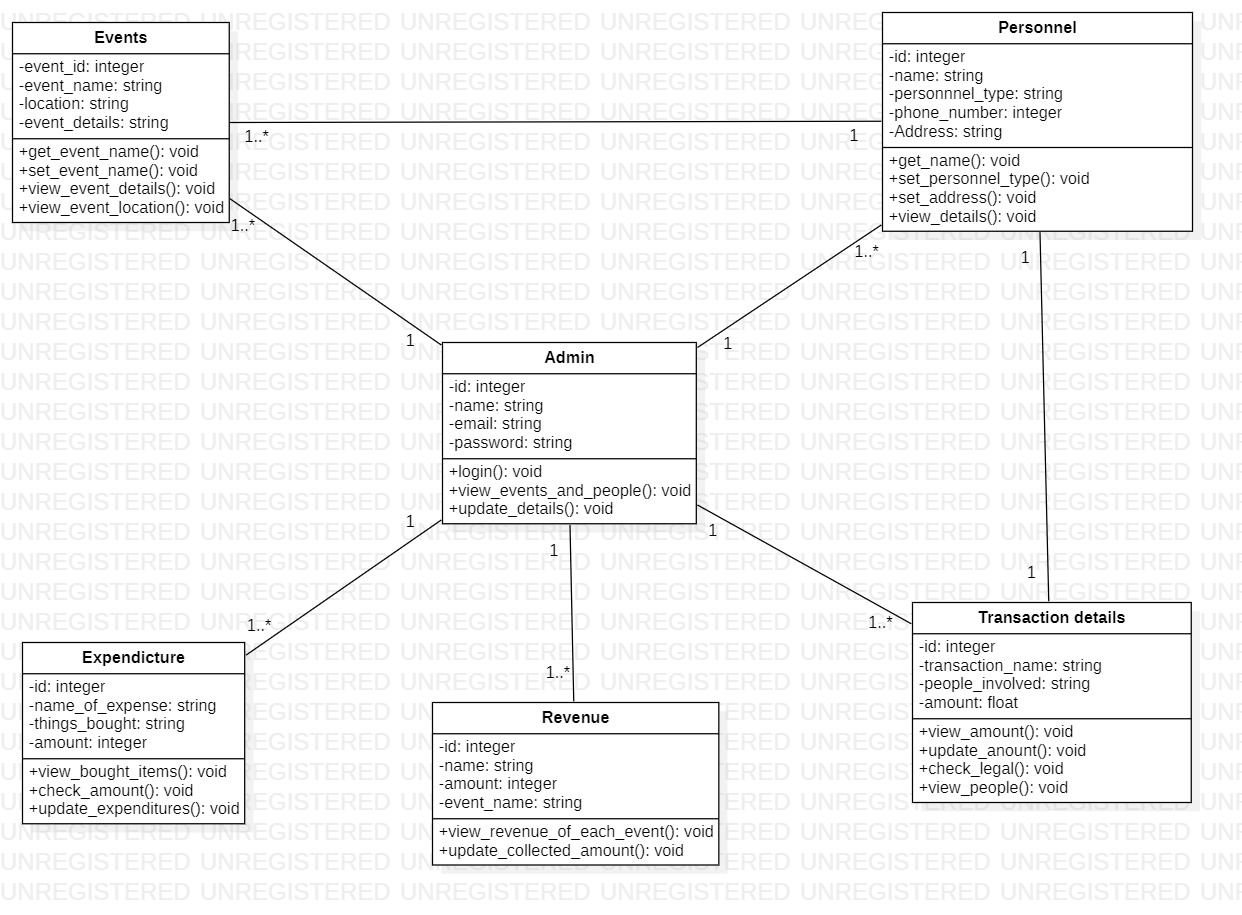 Events
-event_id: integer
-event_name: string
-location: string
-event_details: string
+get_event_name(): void
+set_event_name(): void
+view_event_details(): void
+view_event_location(): void
Personnel
-id: integer
-name: string
-personnnel_type: string
-phone_number: integer
-Address: string
+get_name(): void
+set_personnel_type(): void
+set_address(): void
+view_details(): void
1..*
1
1..*
1
1..*
1
1
1
Admin
-id: integer
-name: string
-email: string
-password: string
+login(): void
+view_events_and_people(): void
+update_details(): void
1
1..*
1
1..*
1
1..*
Expendicture
-id: integer
-name_of_expense: string
-things_bought: string
-amount: integer
+view_bought_items(): void
+check_amount(): void
+update_expenditures(): void
Revenue
-id: integer
-name: string
-amount: integer
-event_name: string
+view_revenue_of_each_event(): void
+update_collected_amount(): void
Transaction details
-id: integer
-transaction_name: string
-people_involved: string
-amount: float
+view_amount(): void
+update_anount(): void
+check_legal(): void
+view_people(): void
UNREGISTERED